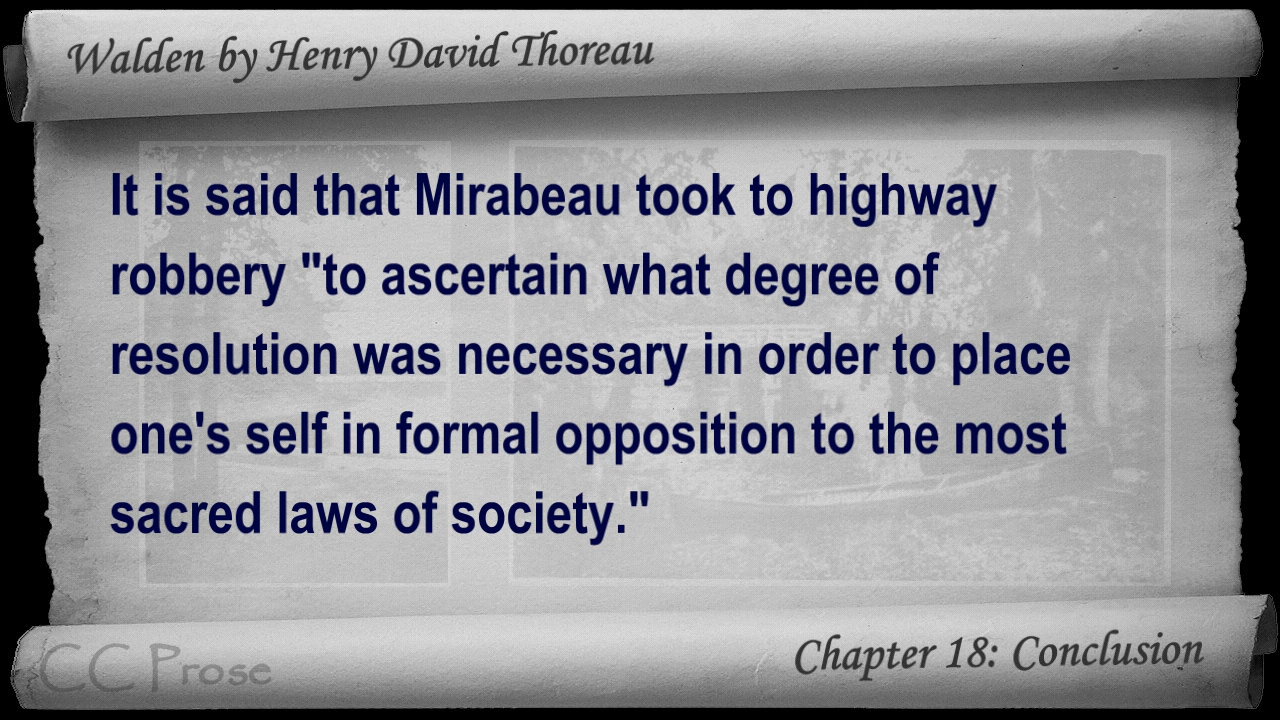 Walden by Henry David Thoreau
It is said that Mirabeau took to highway
robbery "to ascertain what degree of
resolution was necessary in order to place
one's self in formal opposition to the most
sacred laws of society."
CC Prose
Chapter 18: Conclusion